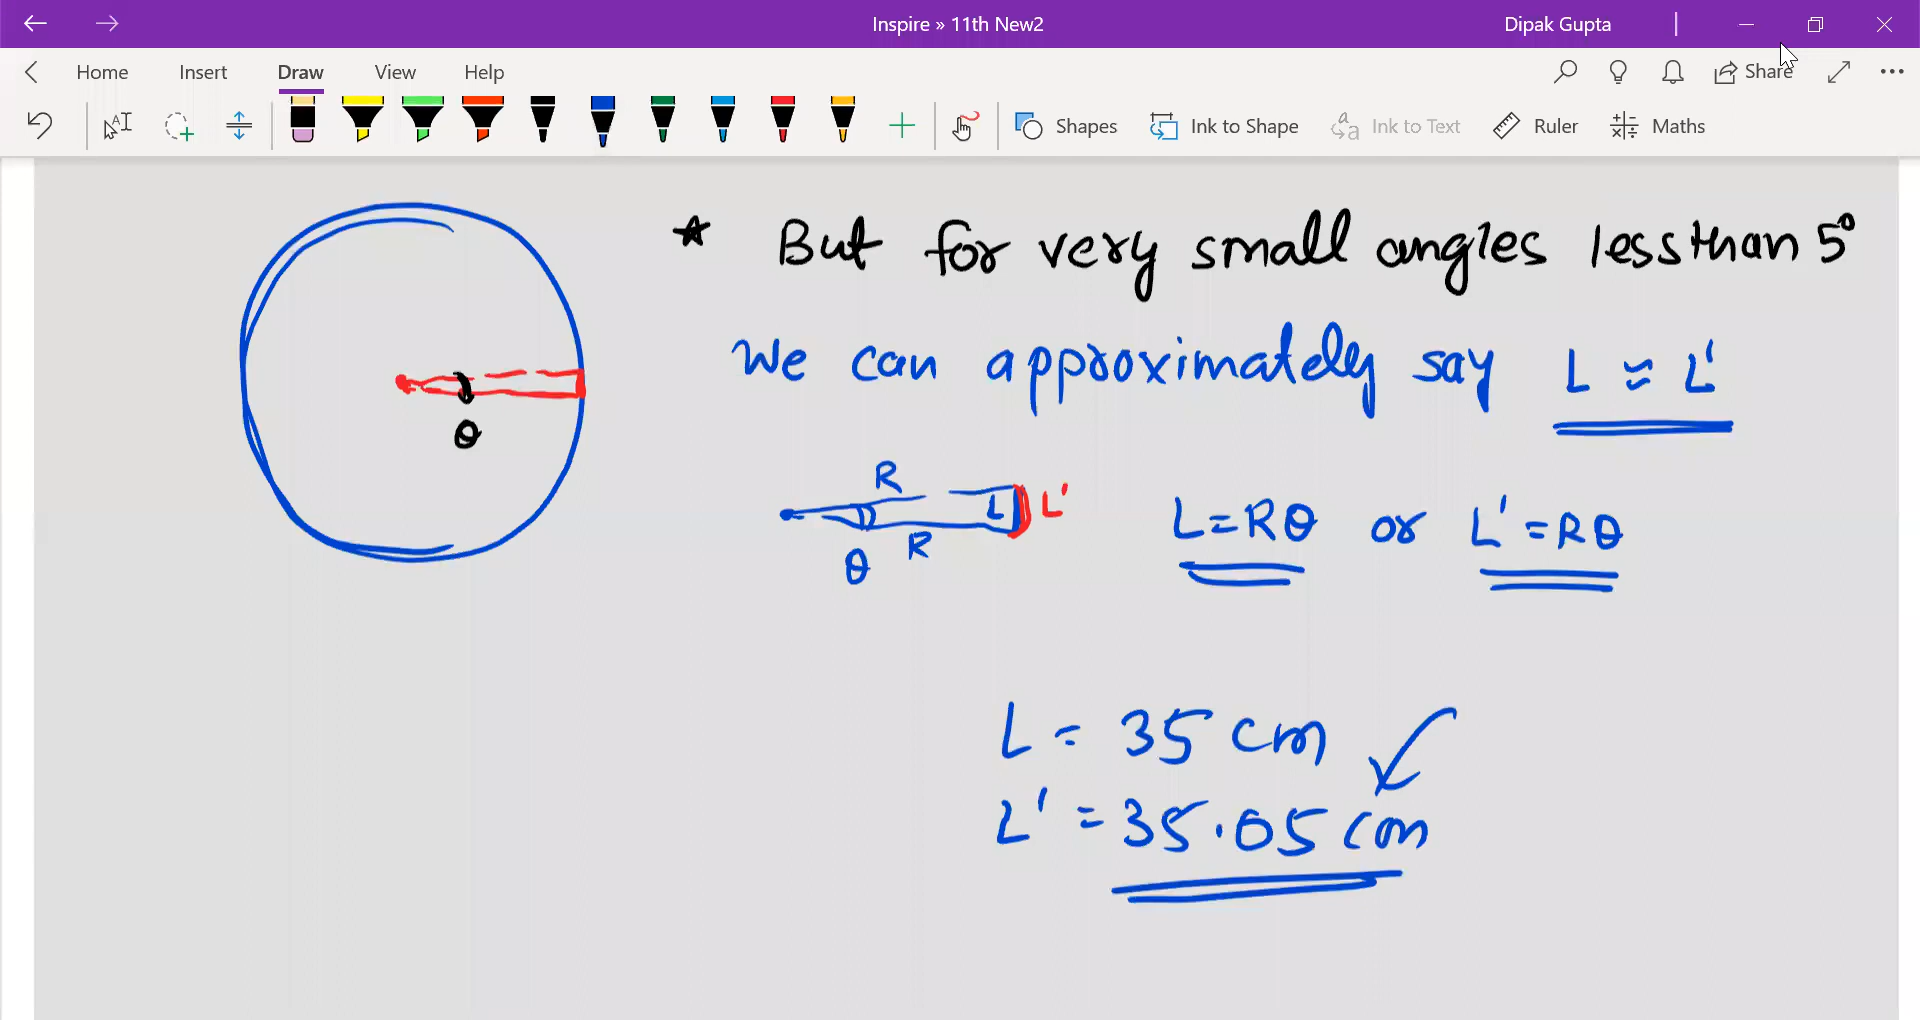 Inspire » 11th New2
Dipak Gupta
Home Insert Draw View Help
Share
Shapes Ink to Shape Ink to Text Ruler Maths
* But for very small angles less than 5°
We can approximately say L ≈ L'
R
L L'
θ R
L=Rθ or L'=Rθ
θ
L = 35 cm
L' = 35.05 cm